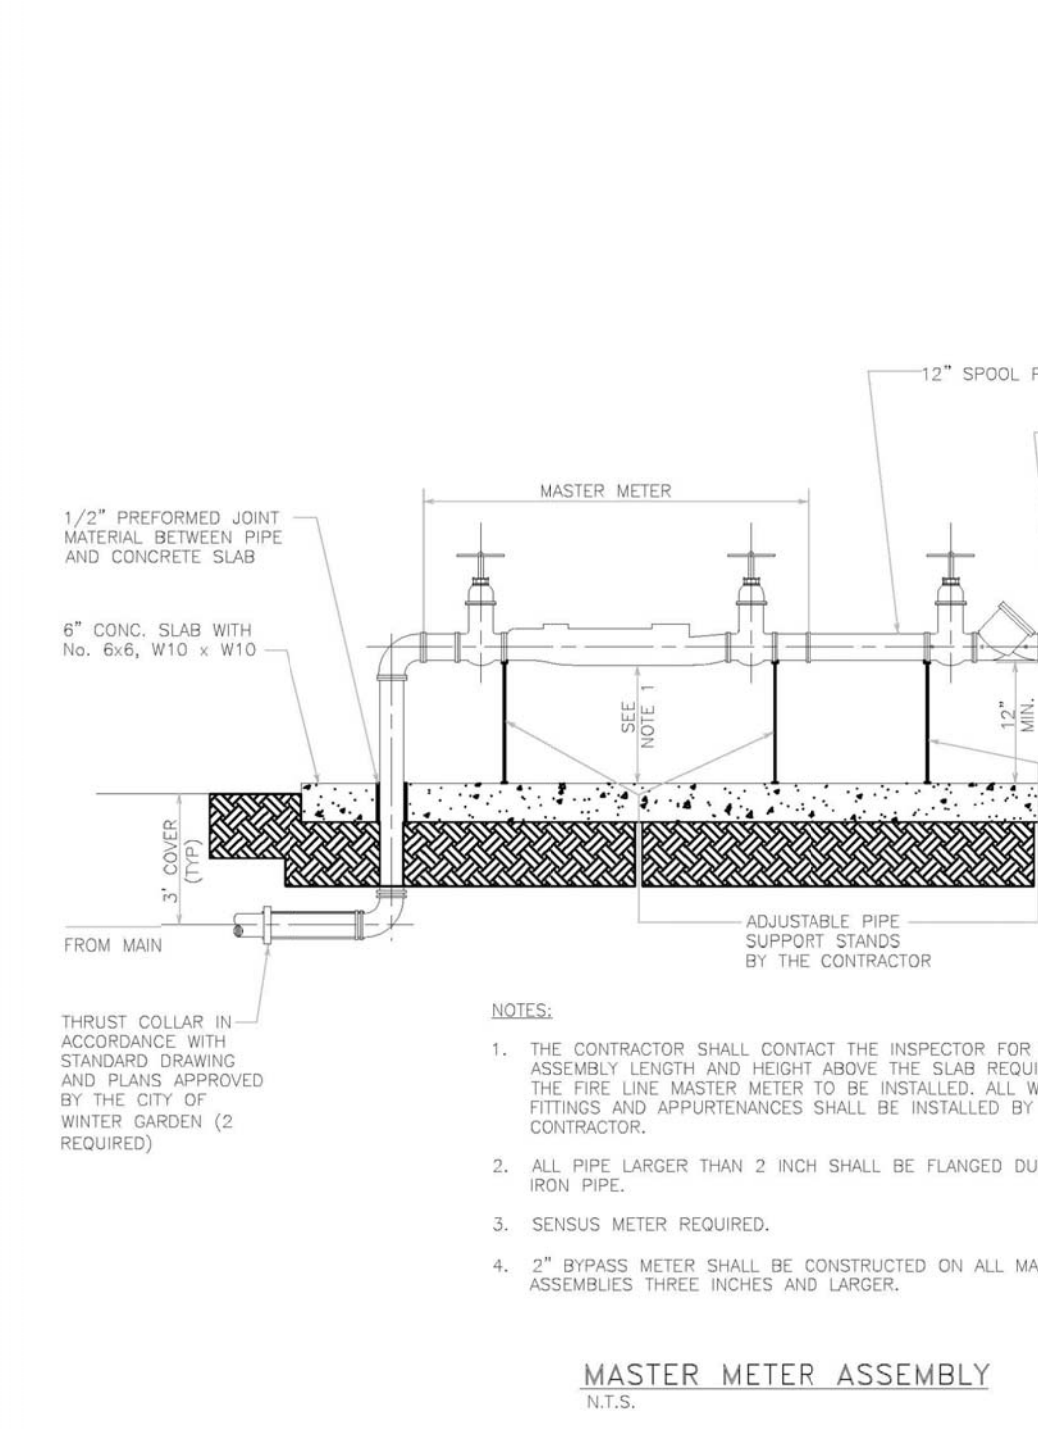 12" SPOOL
MASTER METER
1/2" PREFORMED JOINT
MATERIAL BETWEEN PIPE
AND CONCRETE SLAB
6" CONC. SLAB WITH
No. 6x6, W10 x W10
SEE
NOTE 1
12"
MIN.
3' COVER
(TYP)
FROM MAIN
ADJUSTABLE PIPE
SUPPORT STANDS
BY THE CONTRACTOR
THRUST COLLAR IN
ACCORDANCE WITH
STANDARD DRAWING
AND PLANS APPROVED
BY THE CITY OF
WINTER GARDEN (2
REQUIRED)
NOTES:
1. THE CONTRACTOR SHALL CONTACT THE INSPECTOR FOR
ASSEMBLY LENGTH AND HEIGHT ABOVE THE SLAB REQUI
THE FIRE LINE MASTER METER TO BE INSTALLED. ALL W
FITTINGS AND APPURTENANCES SHALL BE INSTALLED BY
CONTRACTOR.
2. ALL PIPE LARGER THAN 2 INCH SHALL BE FLANGED DU
IRON PIPE.
3. SENSUS METER REQUIRED.
4. 2" BYPASS METER SHALL BE CONSTRUCTED ON ALL MA
ASSEMBLIES THREE INCHES AND LARGER.
MASTER METER ASSEMBLY
N.T.S.